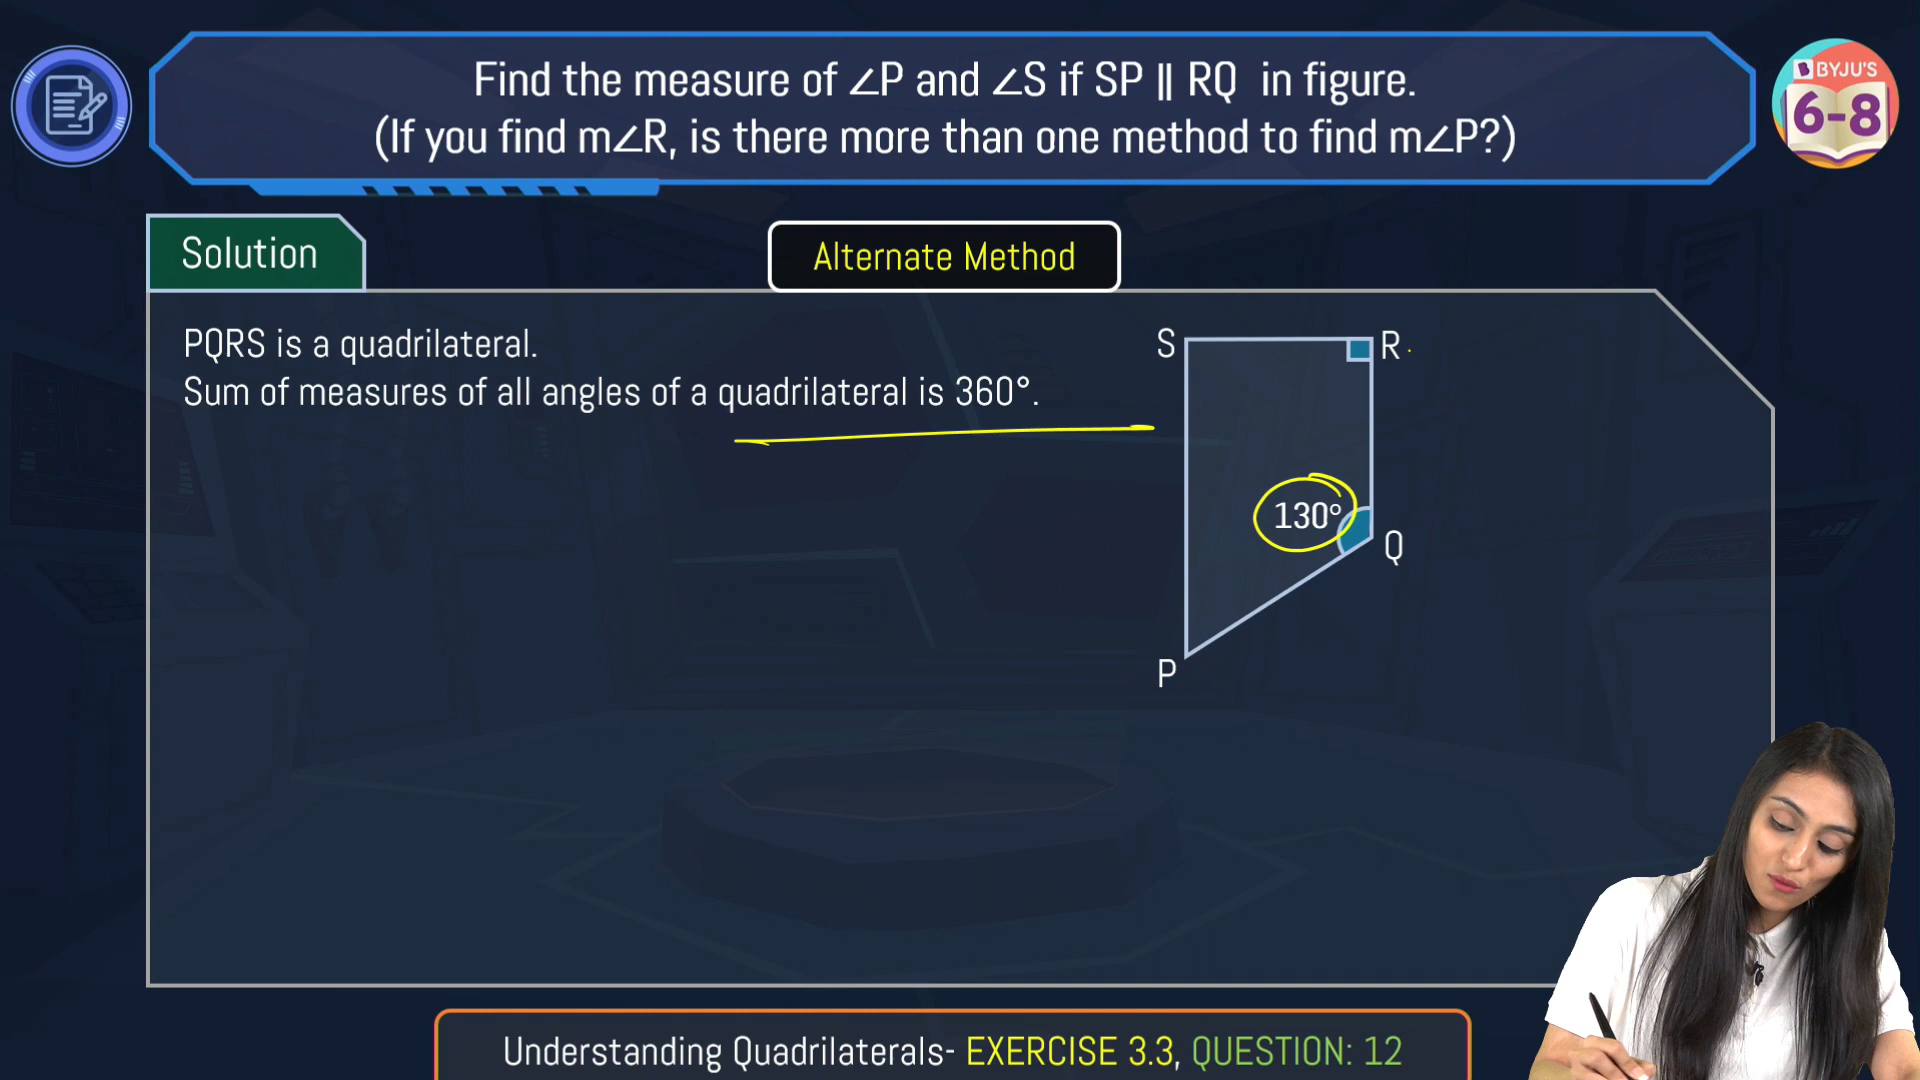 Find the measure of ∠P and ∠S if SP || RQ in figure.
(If you find m∠R, is there more than one method to find m∠P?)
BYJU'S
6-8
Solution
Alternate Method
PQRS is a quadrilateral.
Sum of measures of all angles of a quadrilateral is 360°.
S
R
130°
Q
P
Understanding Quadrilaterals- EXERCISE 3.3, QUESTION: 12